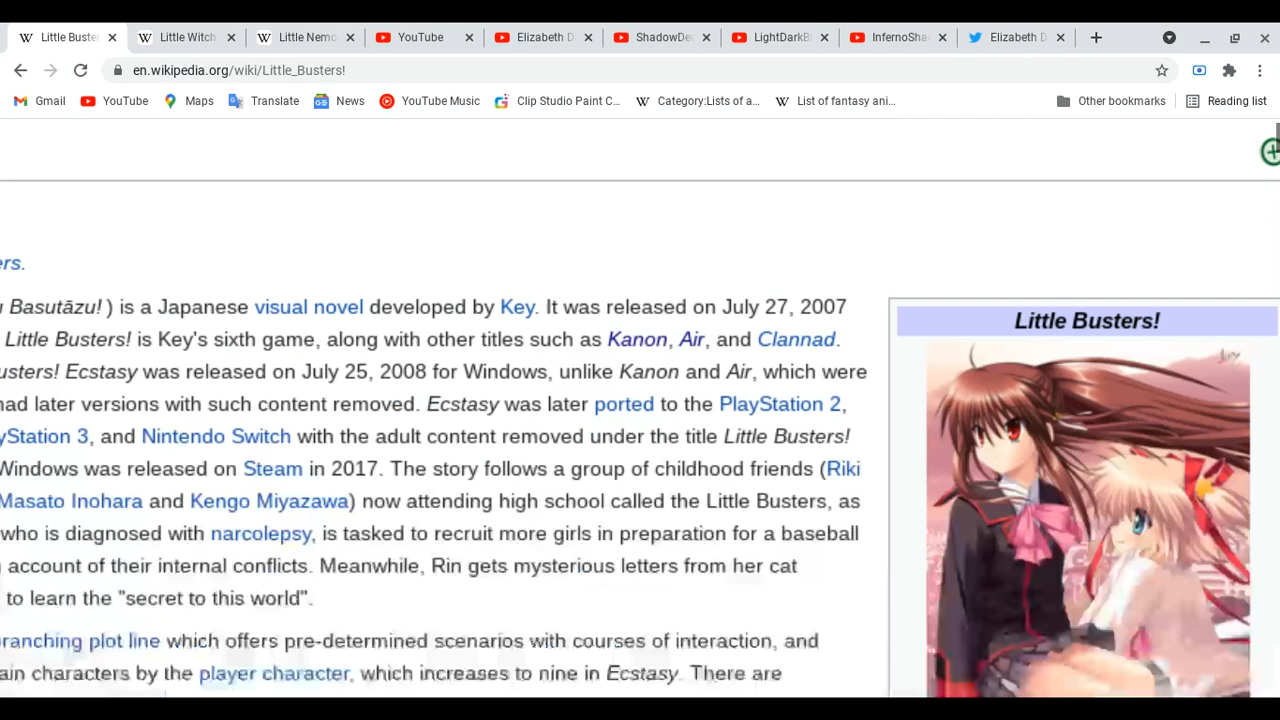 Little Buste
Little Witch
Little Nemo
YouTube
Elizabeth D
ShadowDea
LightDarkB
InfernoSha
Elizabeth D
en.wikipedia.org/wiki/Little_Busters!
Gmail
YouTube
Maps
Translate
News
YouTube Music
Clip Studio Paint C...
Category:Lists of a...
List of fantasy ani...
Other bookmarks
Reading list
ers.
u Basutāzu! ) is a Japanese visual novel developed by Key. It was released on July 27, 2007
Little Busters! is Key's sixth game, along with other titles such as Kanon, Air, and Clannad.
usters! Ecstasy was released on July 25, 2008 for Windows, unlike Kanon and Air, which were
had later versions with such content removed. Ecstasy was later ported to the PlayStation 2,
yStation 3, and Nintendo Switch with the adult content removed under the title Little Busters!
Windows was released on Steam in 2017. The story follows a group of childhood friends (Riki
Masato Inohara and Kengo Miyazawa) now attending high school called the Little Busters, as
who is diagnosed with narcolepsy, is tasked to recruit more girls in preparation for a baseball
account of their internal conflicts. Meanwhile, Rin gets mysterious letters from her cat
to learn the "secret to this world".
ranching plot line which offers pre-determined scenarios with courses of interaction, and
ain characters by the player character, which increases to nine in Ecstasy. There are
Little Busters!